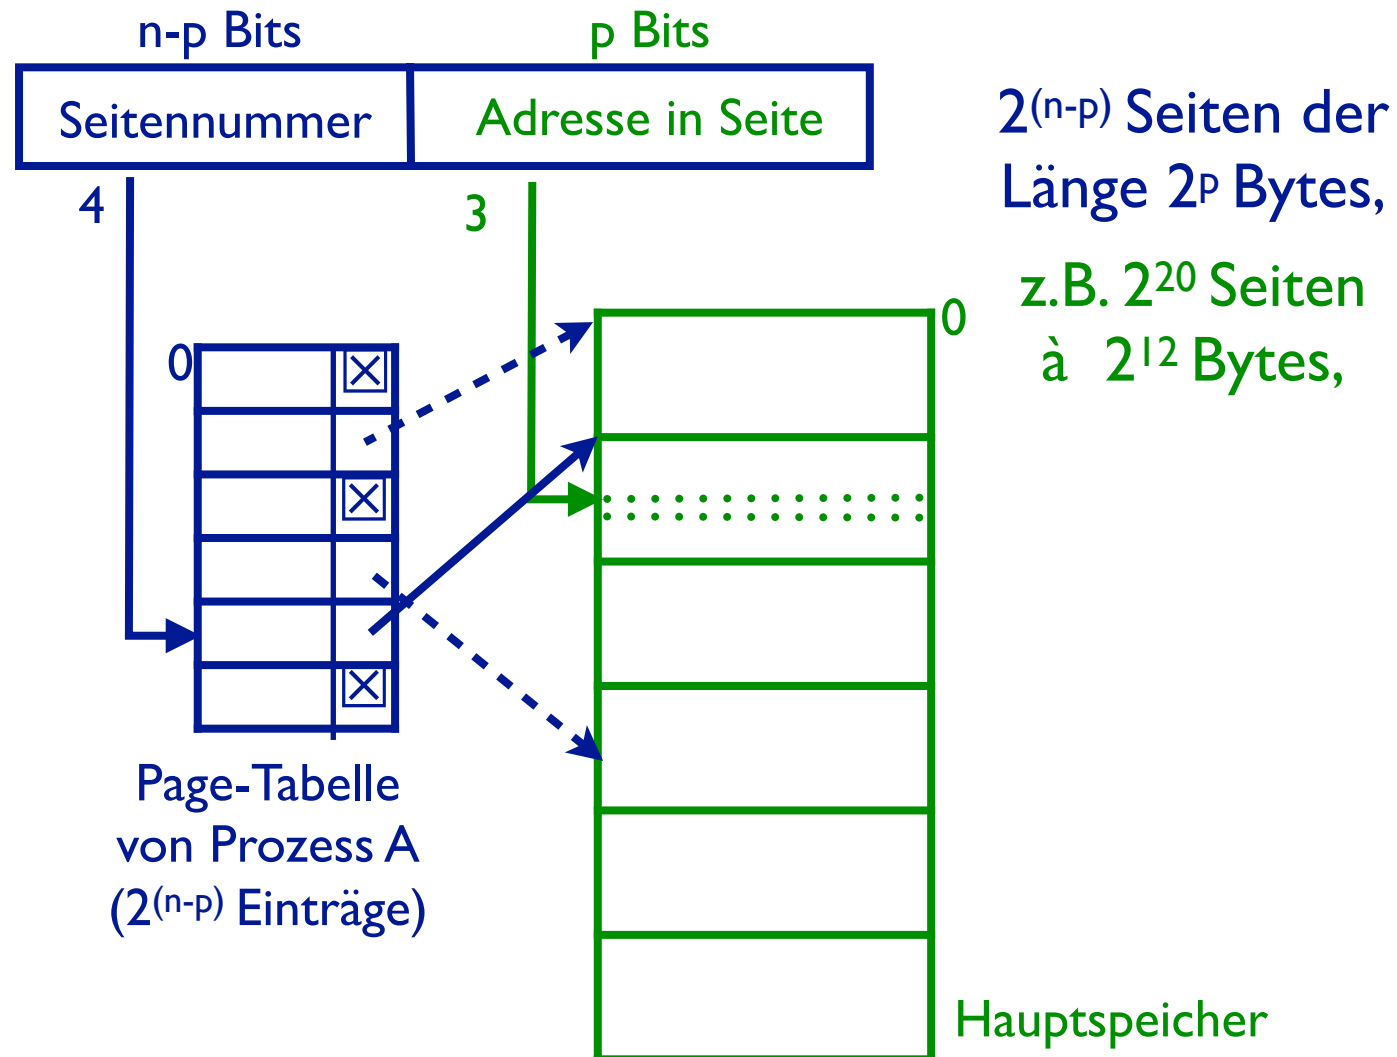 n-p Bits
p Bits
Seitennummer
Adresse in Seite
2⁽ⁿ⁻ᵖ⁾ Seiten der
Länge 2ᵖ Bytes,
z.B. 2²⁰ Seiten
à 2¹² Bytes,
4
3
0
0
Page-Tabelle
von Prozess A
(2⁽ⁿ⁻ᵖ⁾ Einträge)
Hauptspeicher